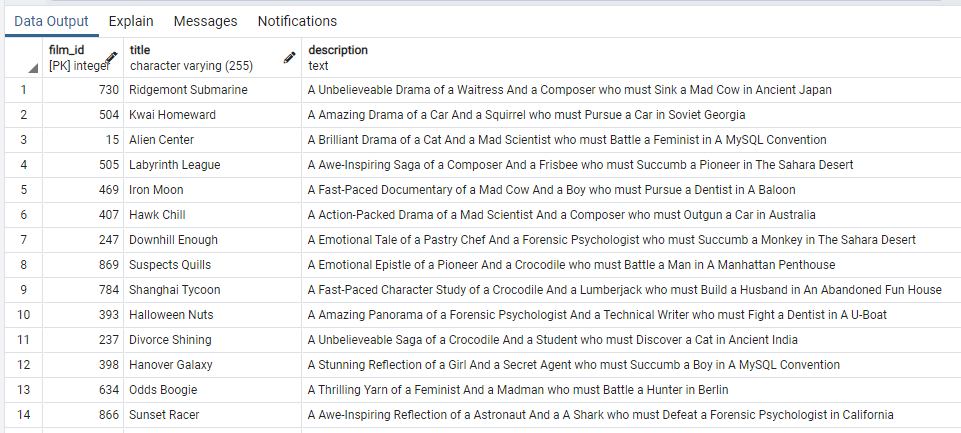 Data Output Explain Messages Notifications
film_id title description
[PK] integer character varying (255) text
1 730 Ridgemont Submarine A Unbelieveable Drama of a Waitress And a Composer who must Sink a Mad Cow in Ancient Japan
2 504 Kwai Homeward A Amazing Drama of a Car And a Squirrel who must Pursue a Car in Soviet Georgia
3 15 Alien Center A Brilliant Drama of a Cat And a Mad Scientist who must Battle a Feminist in A MySQL Convention
4 505 Labyrinth League A Awe-Inspiring Saga of a Composer And a Frisbee who must Succumb a Pioneer in The Sahara Desert
5 469 Iron Moon A Fast-Paced Documentary of a Mad Cow And a Boy who must Pursue a Dentist in A Baloon
6 407 Hawk Chill A Action-Packed Drama of a Mad Scientist And a Composer who must Outgun a Car in Australia
7 247 Downhill Enough A Emotional Tale of a Pastry Chef And a Forensic Psychologist who must Succumb a Monkey in The Sahara Desert
8 869 Suspects Quills A Emotional Epistle of a Pioneer And a Crocodile who must Battle a Man in A Manhattan Penthouse
9 784 Shanghai Tycoon A Fast-Paced Character Study of a Crocodile And a Lumberjack who must Build a Husband in An Abandoned Fun House
10 393 Halloween Nuts A Amazing Panorama of a Forensic Psychologist And a Technical Writer who must Fight a Dentist in A U-Boat
11 237 Divorce Shining A Unbelieveable Saga of a Crocodile And a Student who must Discover a Cat in Ancient India
12 398 Hanover Galaxy A Stunning Reflection of a Girl And a Secret Agent who must Succumb a Boy in A MySQL Convention
13 634 Odds Boogie A Thrilling Yarn of a Feminist And a Madman who must Battle a Hunter in Berlin
14 866 Sunset Racer A Awe-Inspiring Reflection of a Astronaut And a A Shark who must Defeat a Forensic Psychologist in California